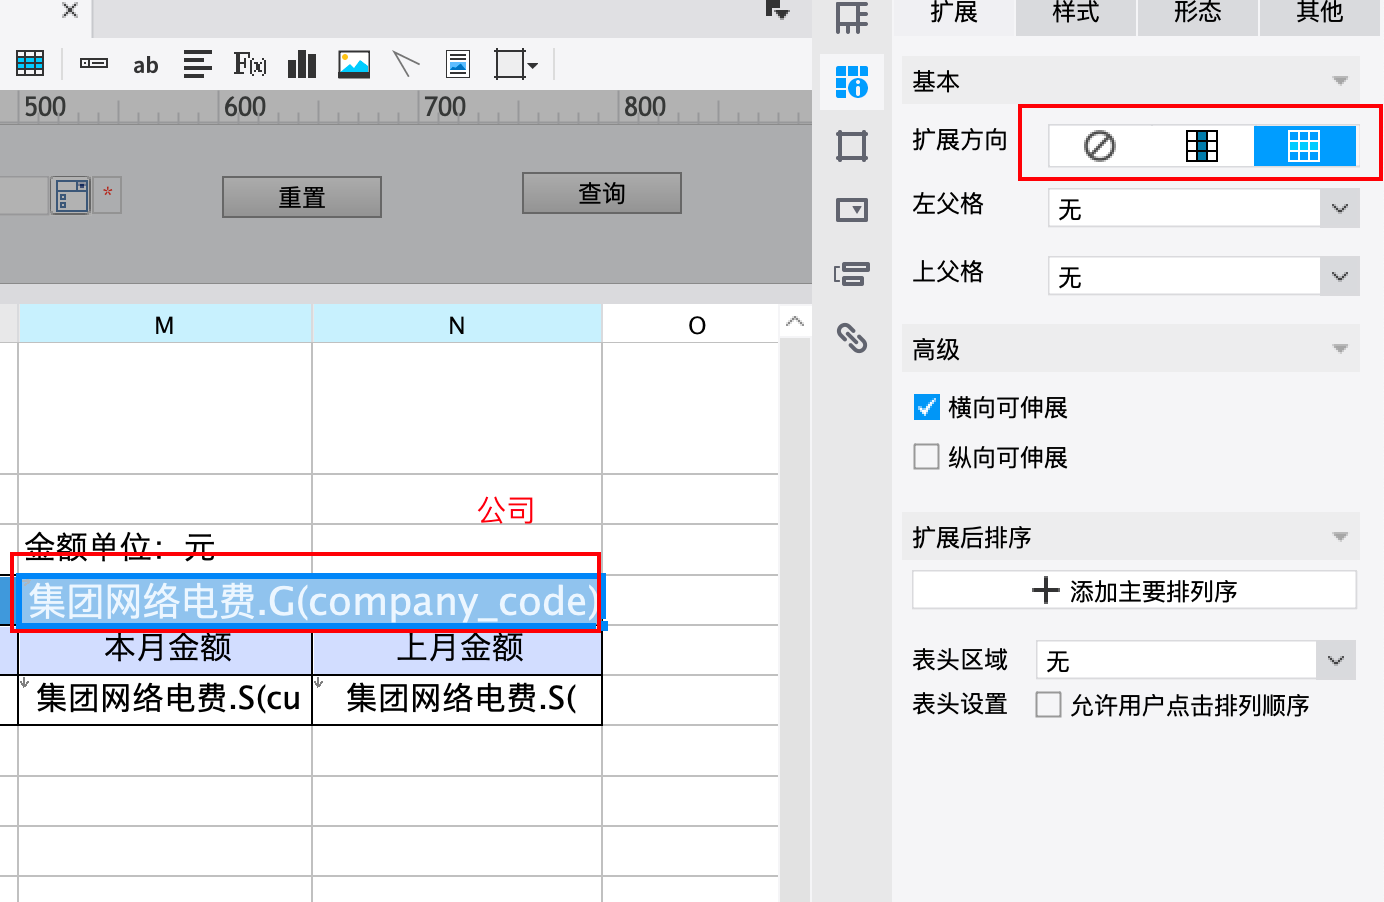 扩展 样式 形态 其他
ab F(x)
500 600 700 800
基本
扩展方向
* 重置 查询
左父格 无
上父格 无
M N O
高级
横向可伸展
纵向可伸展
公司
金额单位：元
扩展后排序
集团网络电费.G(company_code)
添加主要排列序
本月金额 上月金额
表头区域 无
集团网络电费.S(cu 集团网络电费.S(
表头设置 允许用户点击排列顺序